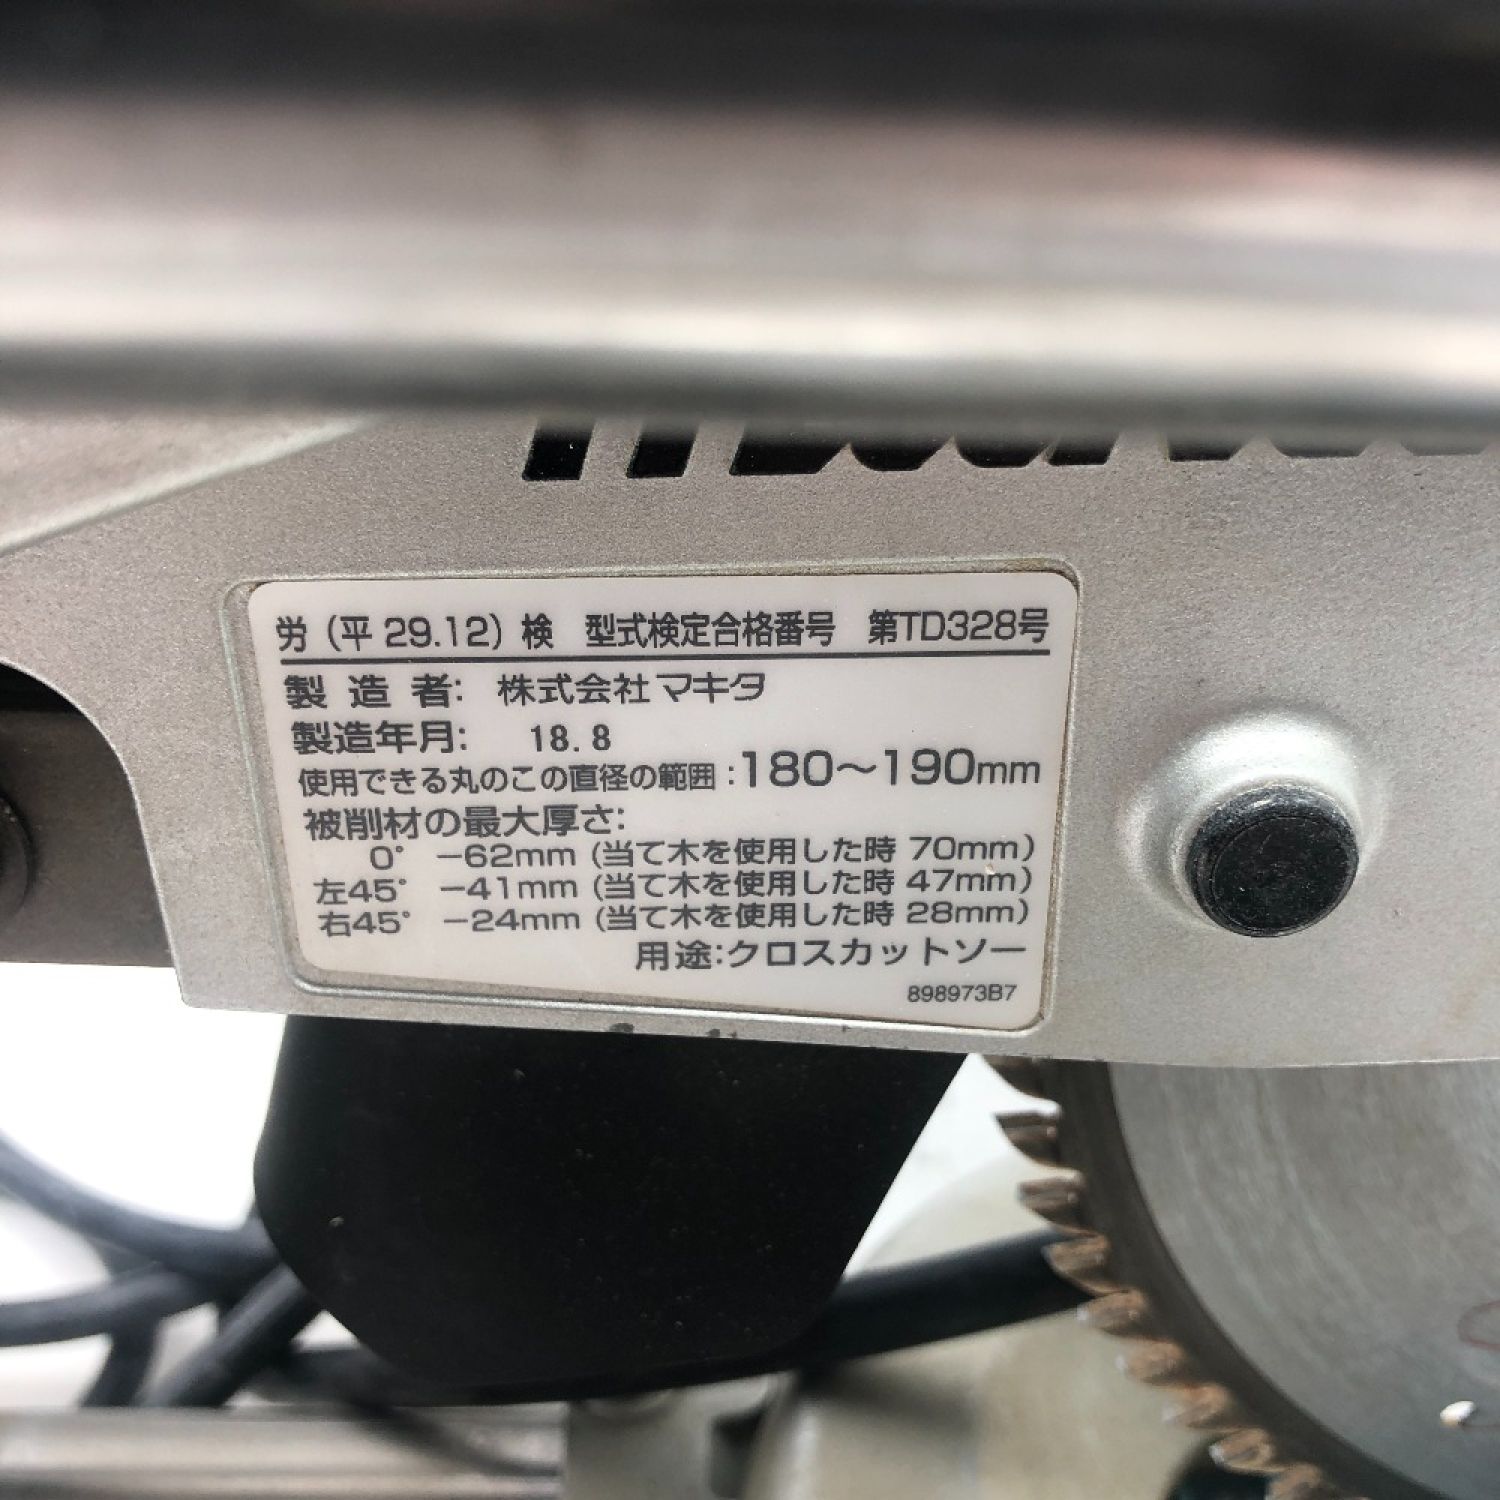 労（平 29.12）検　型式検定合格番号　第TD328号
製 造 者: 株式会社マキタ
製造年月: 18.8
使用できる丸のこの直径の範囲:180～190mm
被削材の最大厚さ:
0° －62mm (当て木を使用した時 70mm)
左45° －41mm (当て木を使用した時 47mm)
右45° －24mm (当て木を使用した時 28mm)
用途:クロスカットソー
898973B7